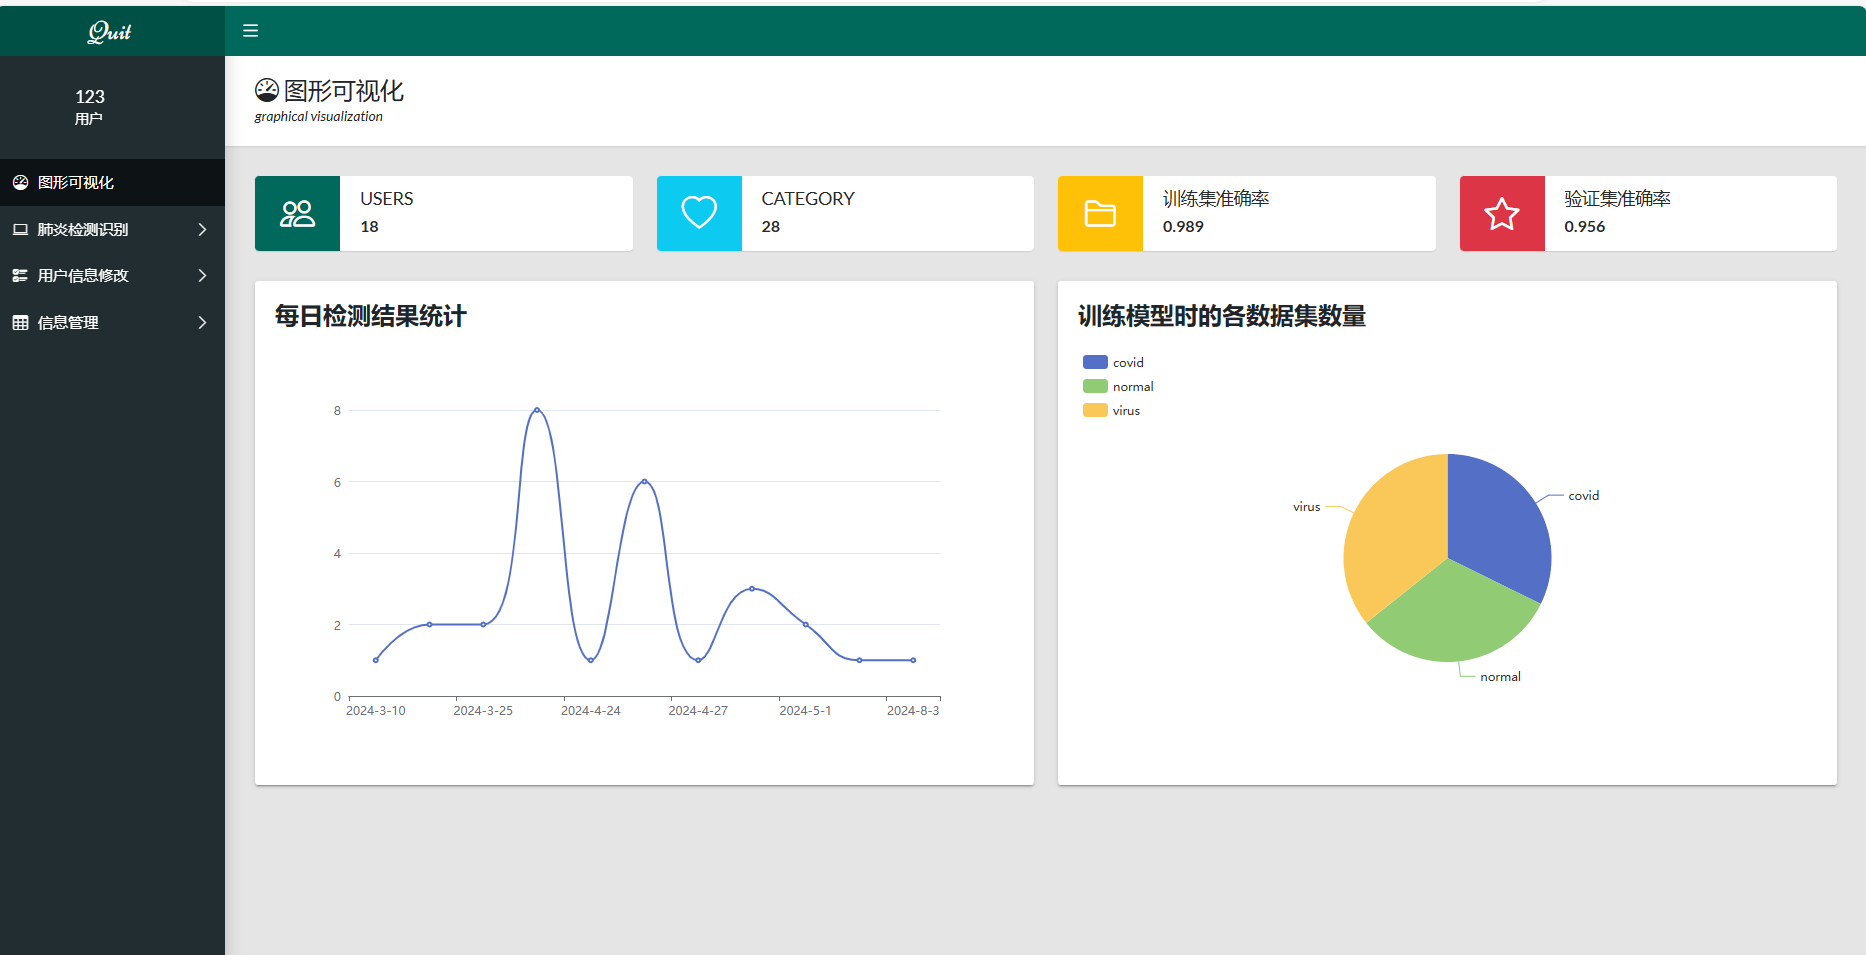 Quit
123
用户
图形可视化
肺炎检测识别
用户信息修改
信息管理
图形可视化
graphical visualization
USERS
18
CATEGORY
28
训练集准确率
0.989
验证集准确率
0.956
每日检测结果统计
8
6
4
2
0
2024-3-10 2024-3-25 2024-4-24 2024-4-27 2024-5-1 2024-8-3
训练模型时的各数据集数量
covid
normal
virus
covid
virus
normal